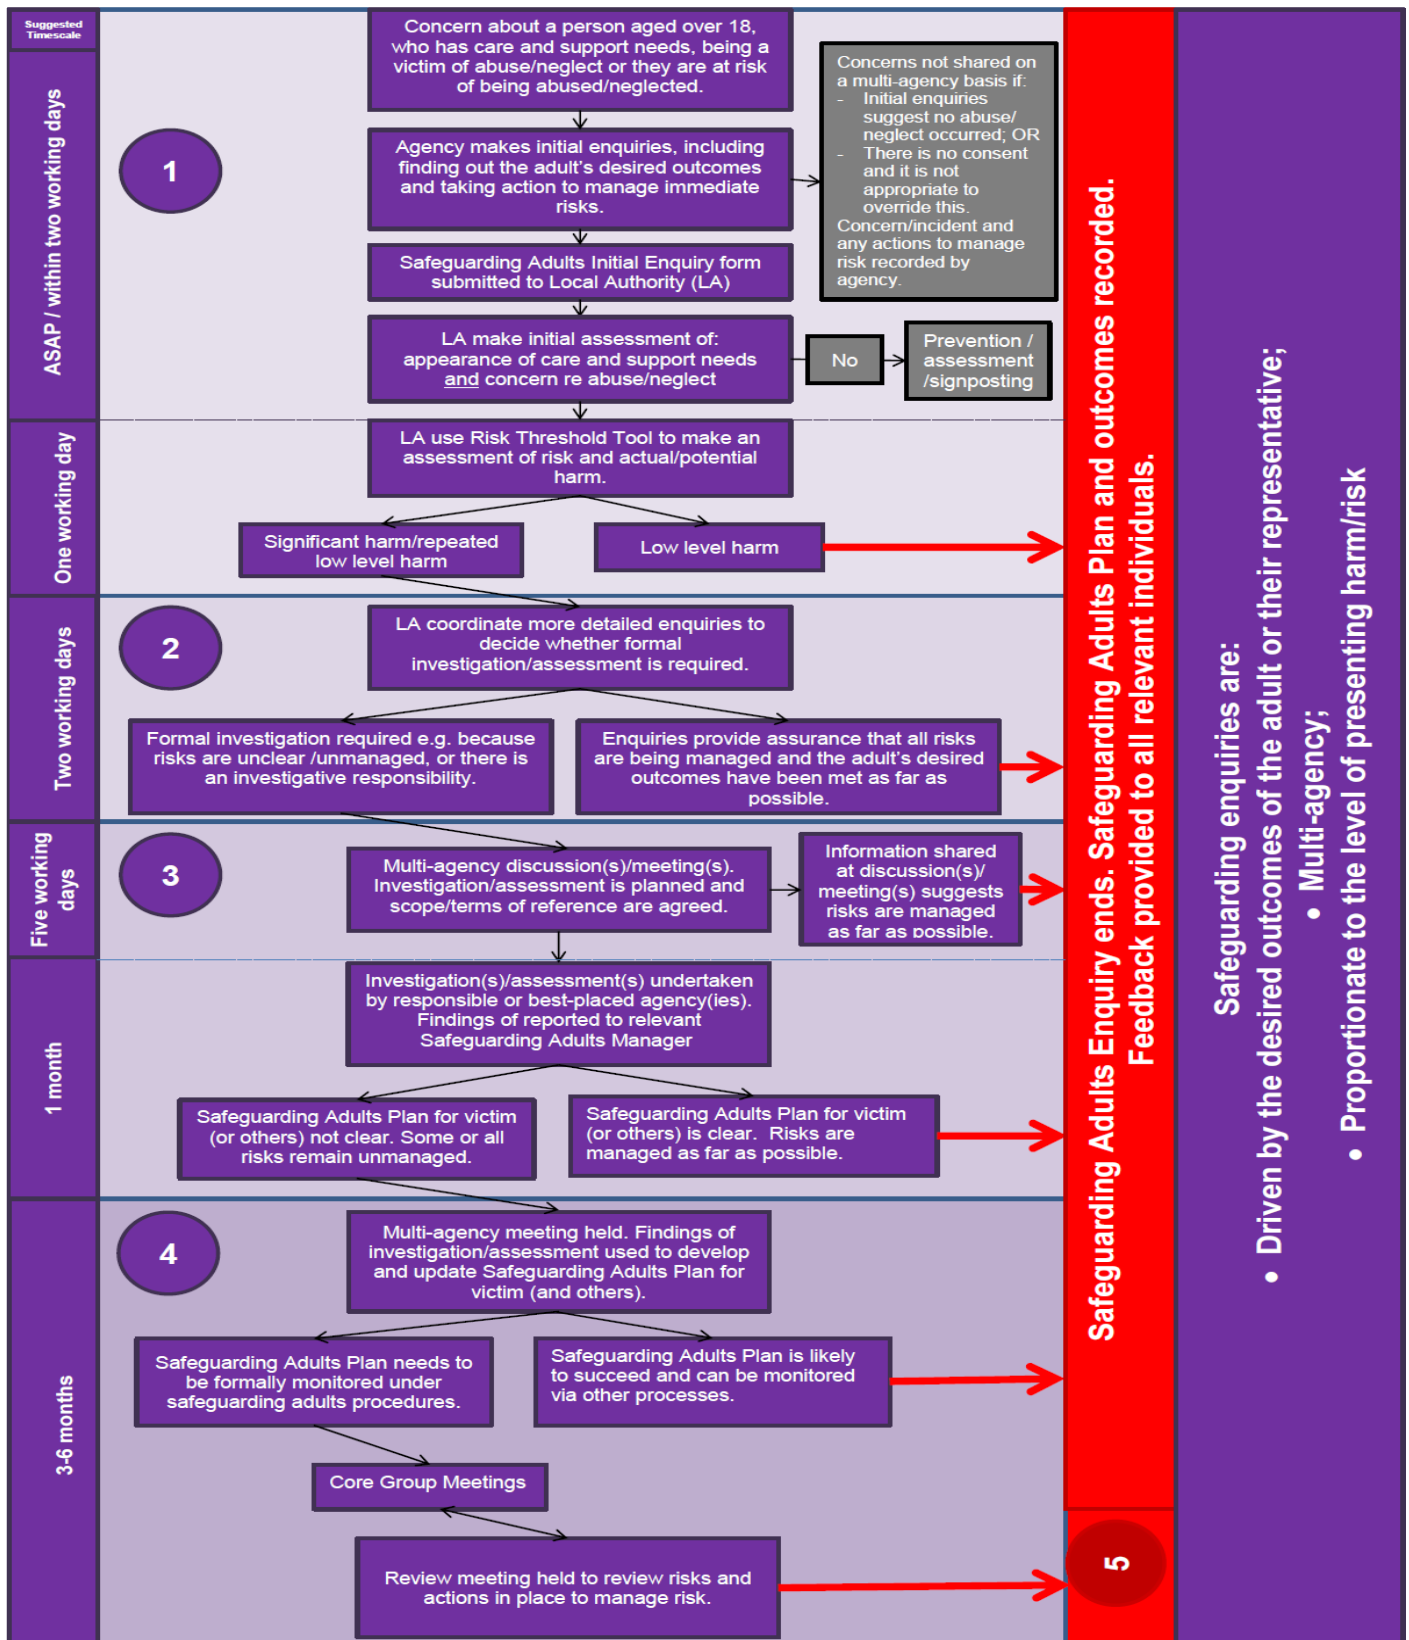 Suggested
Timescale
Concern about a person aged over 18,
who has care and support needs, being a
victim of abuse/neglect or they are at risk
of being abused/neglected.
Concerns not shared on
a multi-agency basis if:
- Initial enquiries
suggest no abuse/
neglect occurred; OR
- There is no consent
and it is not
appropriate to
override this.
Concern/incident and
any actions to manage
risk recorded by
agency.
ASAP / within two working days
1
Agency makes initial enquiries, including
finding out the adult's desired outcomes
and taking action to manage immediate
risks.
Safeguarding Adults Initial Enquiry form
submitted to Local Authority (LA)
LA make initial assessment of:
appearance of care and support needs
and concern re abuse/neglect
No
Prevention /
assessment
/signposting
One working day
LA use Risk Threshold Tool to make an
assessment of risk and actual/potential
harm.
Significant harm/repeated
low level harm
Low level harm
Two working days
2
LA coordinate more detailed enquiries to
decide whether formal
investigation/assessment is required.
Formal investigation required e.g. because
risks are unclear /unmanaged, or there is
an investigative responsibility.
Enquiries provide assurance that all risks
are being managed and the adult's desired
outcomes have been met as far as
possible.
Five working
days
3
Multi-agency discussion(s)/meeting(s).
Investigation/assessment is planned and
scope/terms of reference are agreed.
Information shared
at discussion(s)/
meeting(s) suggests
risks are managed
as far as possible.
1 month
Investigation(s)/assessment(s) undertaken
by responsible or best-placed agency(ies).
Findings of reported to relevant
Safeguarding Adults Manager
Safeguarding Adults Plan for victim
(or others) not clear. Some or all
risks remain unmanaged.
Safeguarding Adults Plan for victim
(or others) is clear. Risks are
managed as far as possible.
3-6 months
4
Multi-agency meeting held. Findings of
investigation/assessment used to develop
and update Safeguarding Adults Plan for
victim (and others).
Safeguarding Adults Plan needs to
be formally monitored under
safeguarding adults procedures.
Safeguarding Adults Plan is likely
to succeed and can be monitored
via other processes.
Core Group Meetings
Review meeting held to review risks and
actions in place to manage risk.
Safeguarding Adults Enquiry ends. Safeguarding Adults Plan and outcomes recorded.
Feedback provided to all relevant individuals.
5
Safeguarding enquiries are:
• Driven by the desired outcomes of the adult or their representative;
• Multi-agency;
• Proportionate to the level of presenting harm/risk